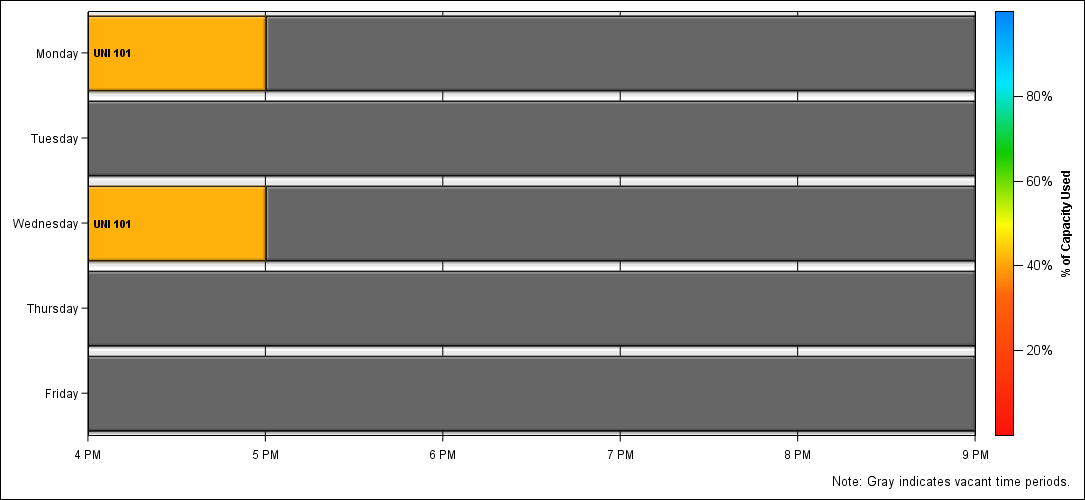 Monday
UNI 101
Tuesday
Wednesday
UNI 101
Thursday
Friday
4 PM 5 PM 6 PM 7 PM 8 PM 9 PM
80%
60%
40%
20%
% of Capacity Used
Note: Gray indicates vacant time periods.